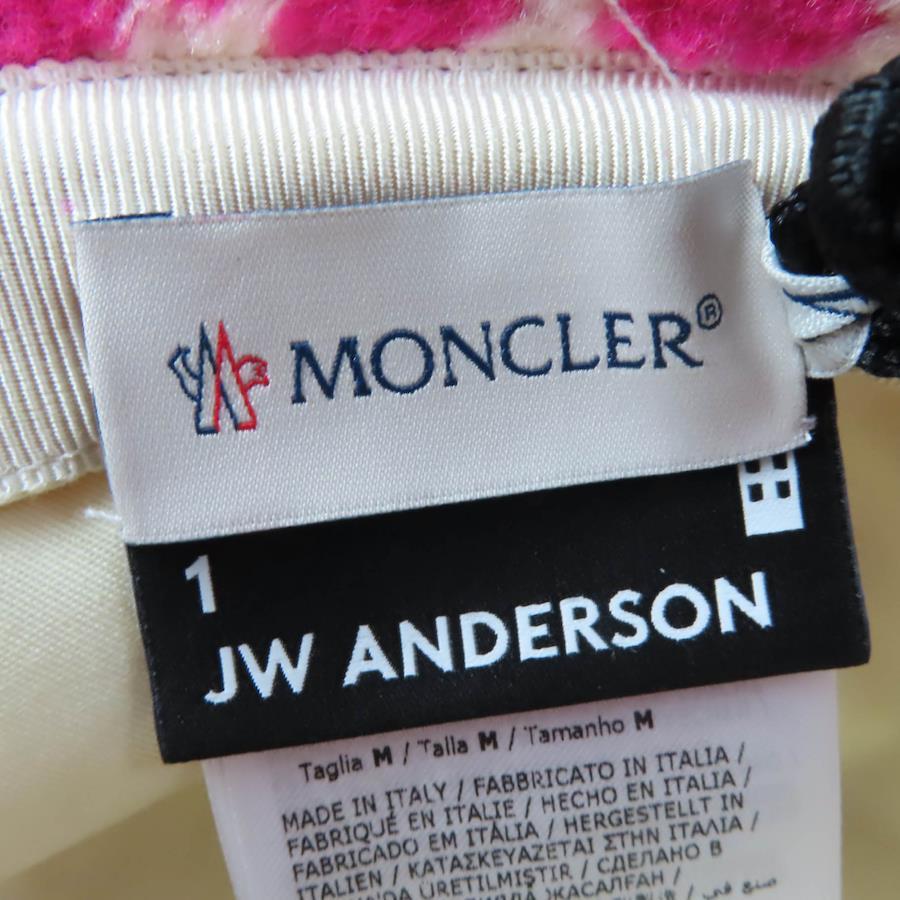 MONCLER®
1
JW ANDERSON
Taglia M / Talla M / Tamanho M
MADE IN ITALY / FABBRICATO IN ITALIA /
FABRIQUÉ EN ITALIE / HECHO EN ITALIA /
FABRICADO EM ITÁLIA / HERGESTELLT IN
ITALIEN / ΚΑΤΑΣΚΕΥΑΖΕΤΑΙ ΣΤΗΝ ΙΤΑΛΙΑ /
ÜRETILMIŞTIR / СДЕЛАНО В
ЖАСАЛҒАН /